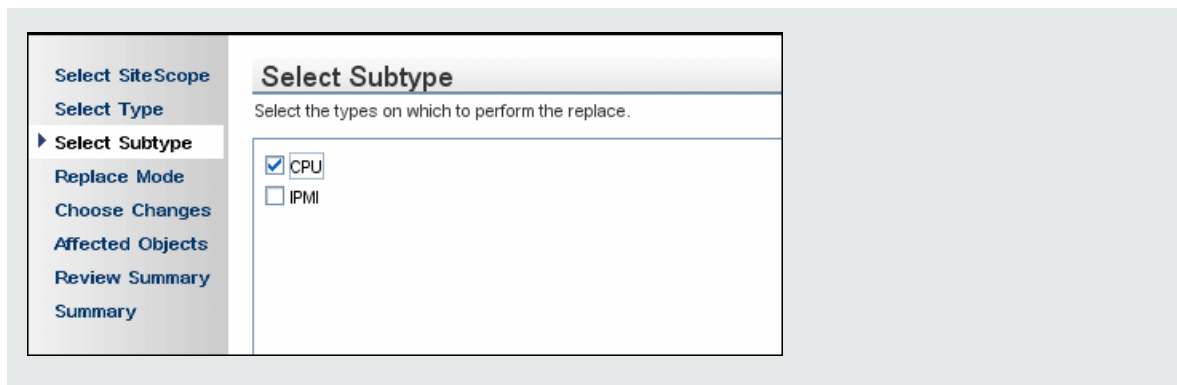 Select SiteScope
Select Type
Select Subtype
Replace Mode
Choose Changes
Affected Objects
Review Summary
Summary
Select Subtype
Select the types on which to perform the replace.
CPU
IPMI